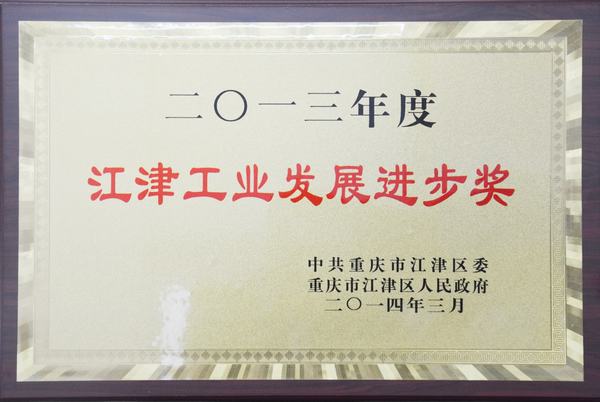 二〇一三年度
江津工业发展进步奖
中共重庆市江津区委
重庆市江津区人民政府
二〇一四年三月